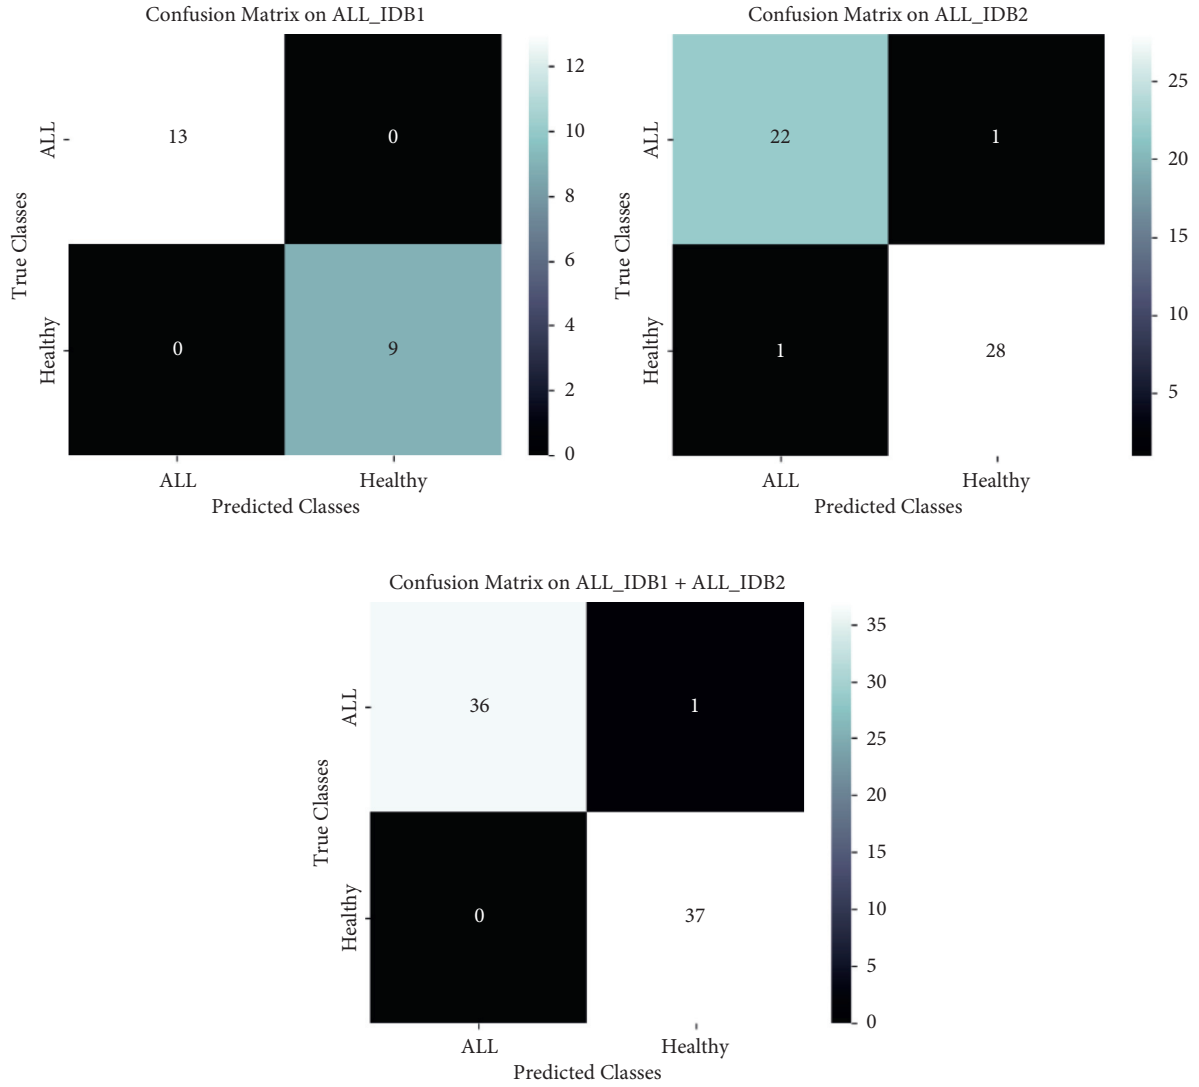 Confusion Matrix on ALL_IDB1
ALL
Healthy
True Classes
13
0
0
9
ALL
Healthy
Predicted Classes
12
10
8
6
4
2
0
Confusion Matrix on ALL_IDB2
ALL
Healthy
True Classes
22
1
1
28
ALL
Healthy
Predicted Classes
25
20
15
10
5
Confusion Matrix on ALL_IDB1 + ALL_IDB2
ALL
Healthy
True Classes
36
1
0
37
ALL
Healthy
Predicted Classes
35
30
25
20
15
10
5
0